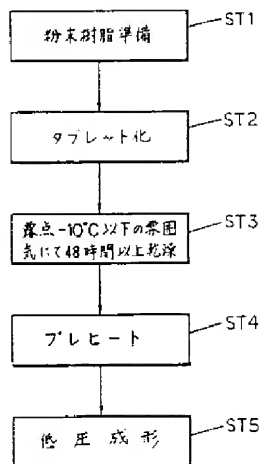 粉末樹脂準備
ST1
タブレット化
ST2
露点-10℃以下の雰囲
気にて48時間以上乾燥
ST3
プレヒート
ST4
低圧成形
ST5